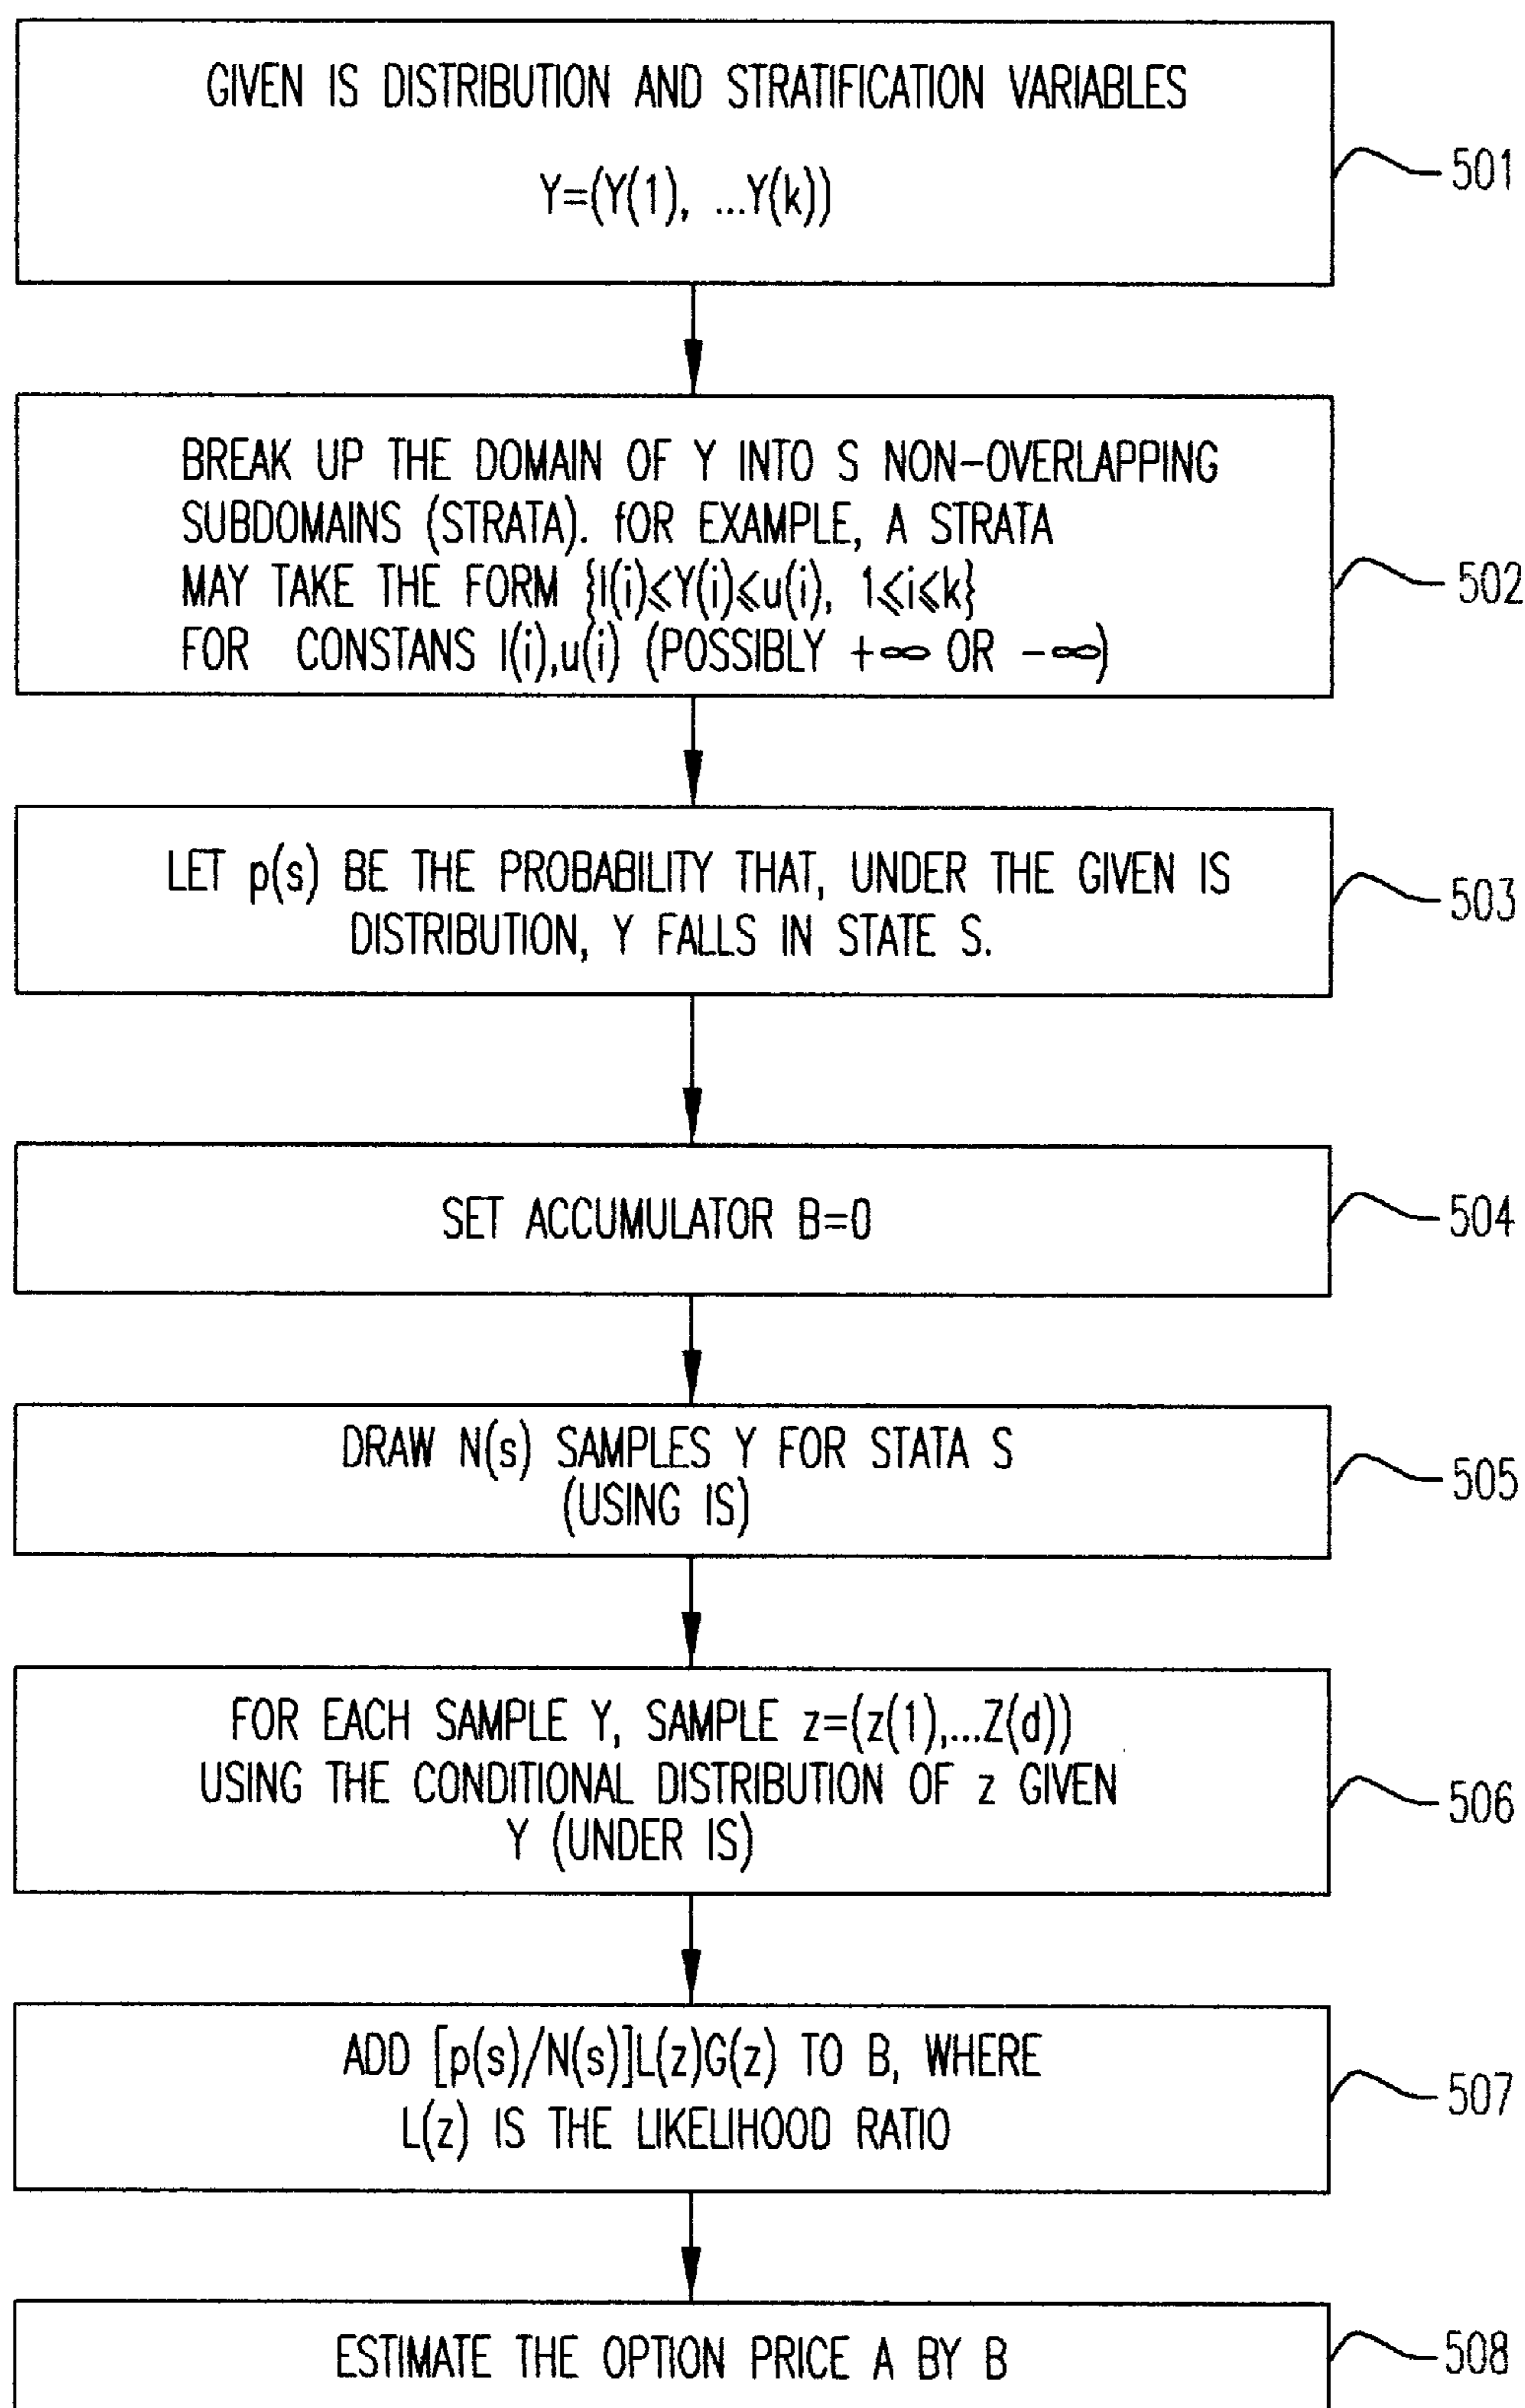 GIVEN IS DISTRIBUTION AND STRATIFICATION VARIABLES
Y=(Y(1), ...Y(k))
501
BREAK UP THE DOMAIN OF Y INTO S NON-OVERLAPPING
SUBDOMAINS (STRATA). fOR EXAMPLE, A STRATA
MAY TAKE THE FORM {l(i)⩽Y(i)⩽u(i), 1⩽i⩽k}
FOR CONSTANS l(i),u(i) (POSSIBLY +∞ OR -∞)
502
LET p(s) BE THE PROBABILITY THAT, UNDER THE GIVEN IS
DISTRIBUTION, Y FALLS IN STATE S.
503
SET ACCUMULATOR B=0
504
DRAW N(s) SAMPLES Y FOR STATA S
(USING IS)
505
FOR EACH SAMPLE Y, SAMPLE z=(z(1),...Z(d))
USING THE CONDITIONAL DISTRIBUTION OF z GIVEN
Y (UNDER IS)
506
ADD [p(s)/N(s)]L(z)G(z) TO B, WHERE
L(z) IS THE LIKELIHOOD RATIO
507
ESTIMATE THE OPTION PRICE A BY B
508